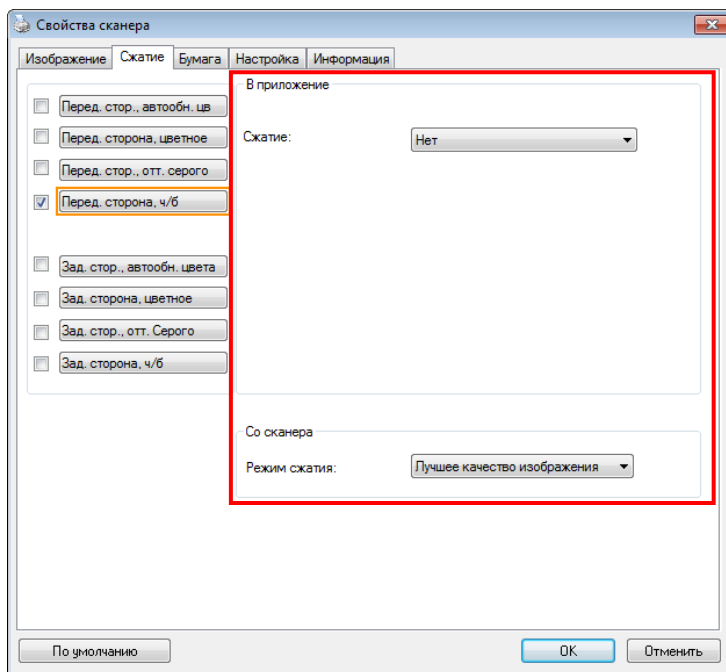 Свойства сканера
Изображение Сжатие Бумага Настройка Информация
Перед. стор., автообн. цв
Перед. сторона, цветное
Перед. стор., отт. серого
Перед. сторона, ч/б
Зад. стор., автообн. цвета
Зад. сторона, цветное
Зад. стор., отт. Серого
Зад. сторона, ч/б
В приложение
Сжатие: Нет
Со сканера
Режим сжатия: Лучшее качество изображения
По умолчанию OK Отменить